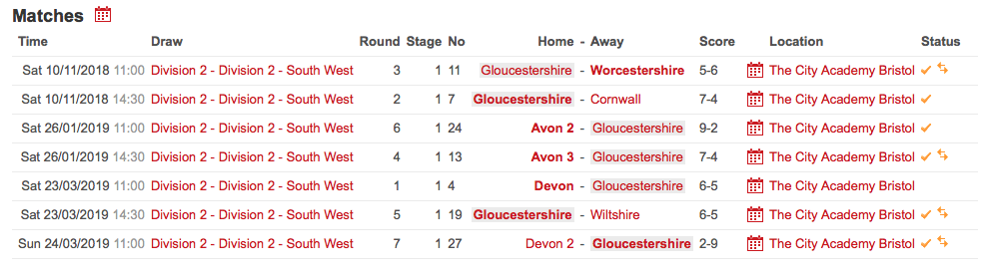 Matches
Time Draw Round Stage No Home - Away Score Location Status
Sat 10/11/2018 11:00 Division 2 - Division 2 - South West 3 1 11 Gloucestershire - Worcestershire 5-6 The City Academy Bristol
Sat 10/11/2018 14:30 Division 2 - Division 2 - South West 2 1 7 Gloucestershire - Cornwall 7-4 The City Academy Bristol
Sat 26/01/2019 11:00 Division 2 - Division 2 - South West 6 1 24 Avon 2 - Gloucestershire 9-2 The City Academy Bristol
Sat 26/01/2019 14:30 Division 2 - Division 2 - South West 4 1 13 Avon 3 - Gloucestershire 7-4 The City Academy Bristol
Sat 23/03/2019 11:00 Division 2 - Division 2 - South West 1 1 4 Devon - Gloucestershire 6-5 The City Academy Bristol
Sat 23/03/2019 14:30 Division 2 - Division 2 - South West 5 1 19 Gloucestershire - Wiltshire 6-5 The City Academy Bristol
Sun 24/03/2019 11:00 Division 2 - Division 2 - South West 7 1 27 Devon 2 - Gloucestershire 2-9 The City Academy Bristol